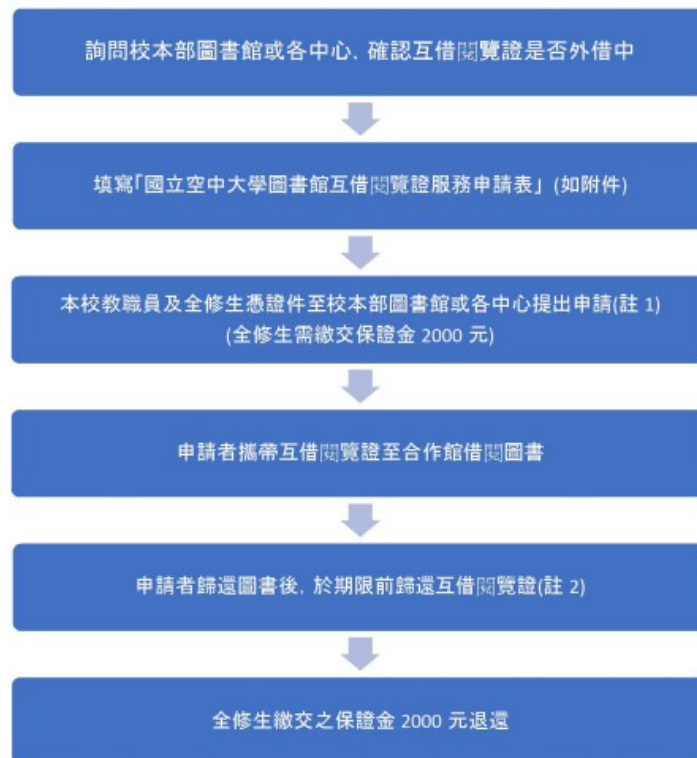 詢問校本部圖書館或各中心，確認互借閱覽證是否外借中
填寫「國立空中大學圖書館互借閱覽證服務申請表」（如附件）
本校教職員及全修生憑證件至校本部圖書館或各中心提出申請(註 1)
(全修生需繳交保證金 2000 元)
申請者攜帶互借閱覽證至合作館借閱圖書
申請者歸還圖書後，於期限前歸還互借閱覽證(註 2)
全修生繳交之保證金 2000 元退還